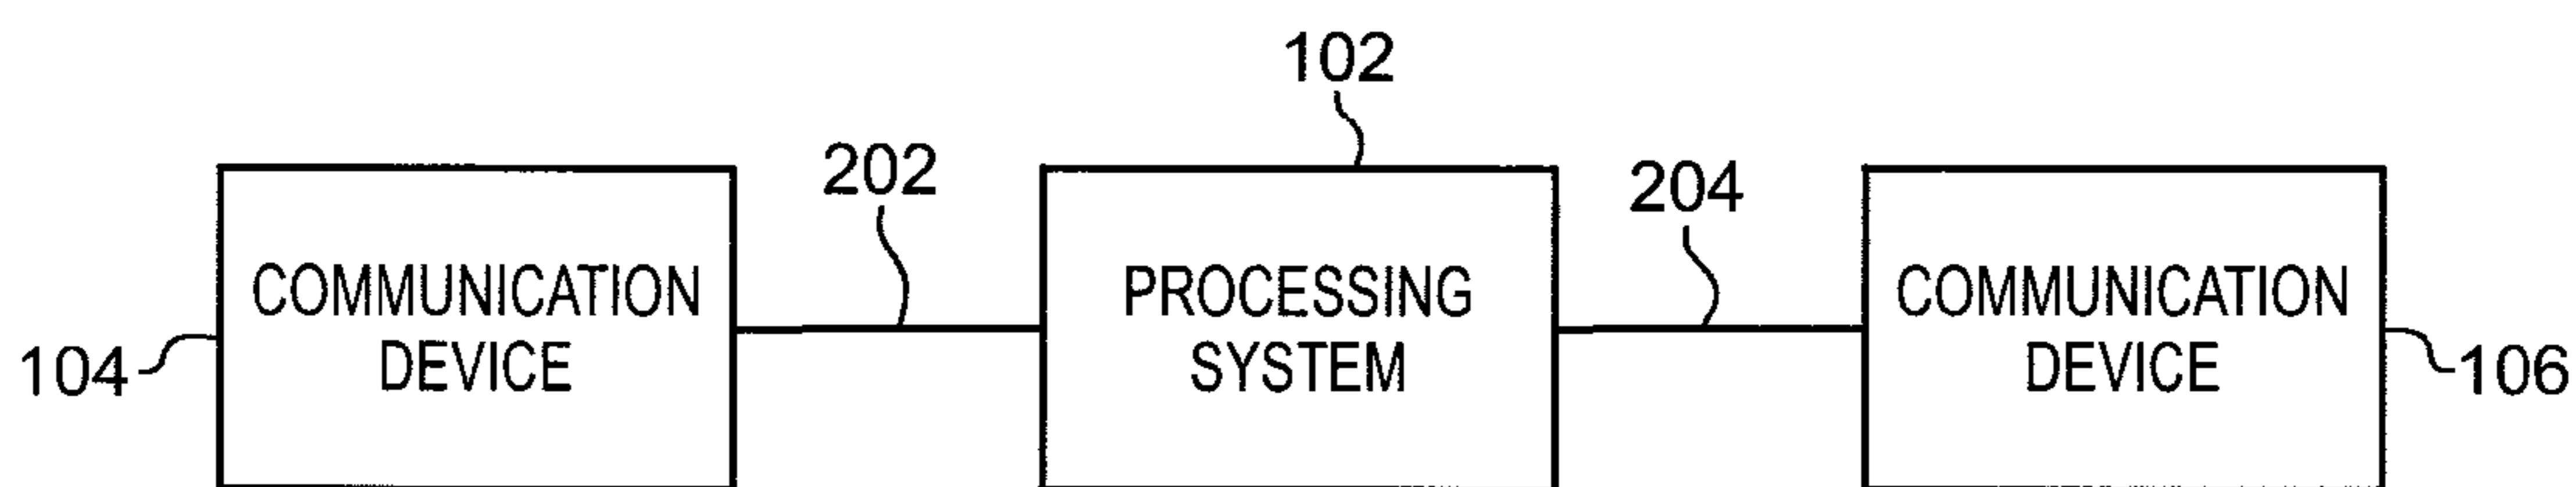 102
202
204
COMMUNICATION
DEVICE
PROCESSING
SYSTEM
COMMUNICATION
DEVICE
104
106